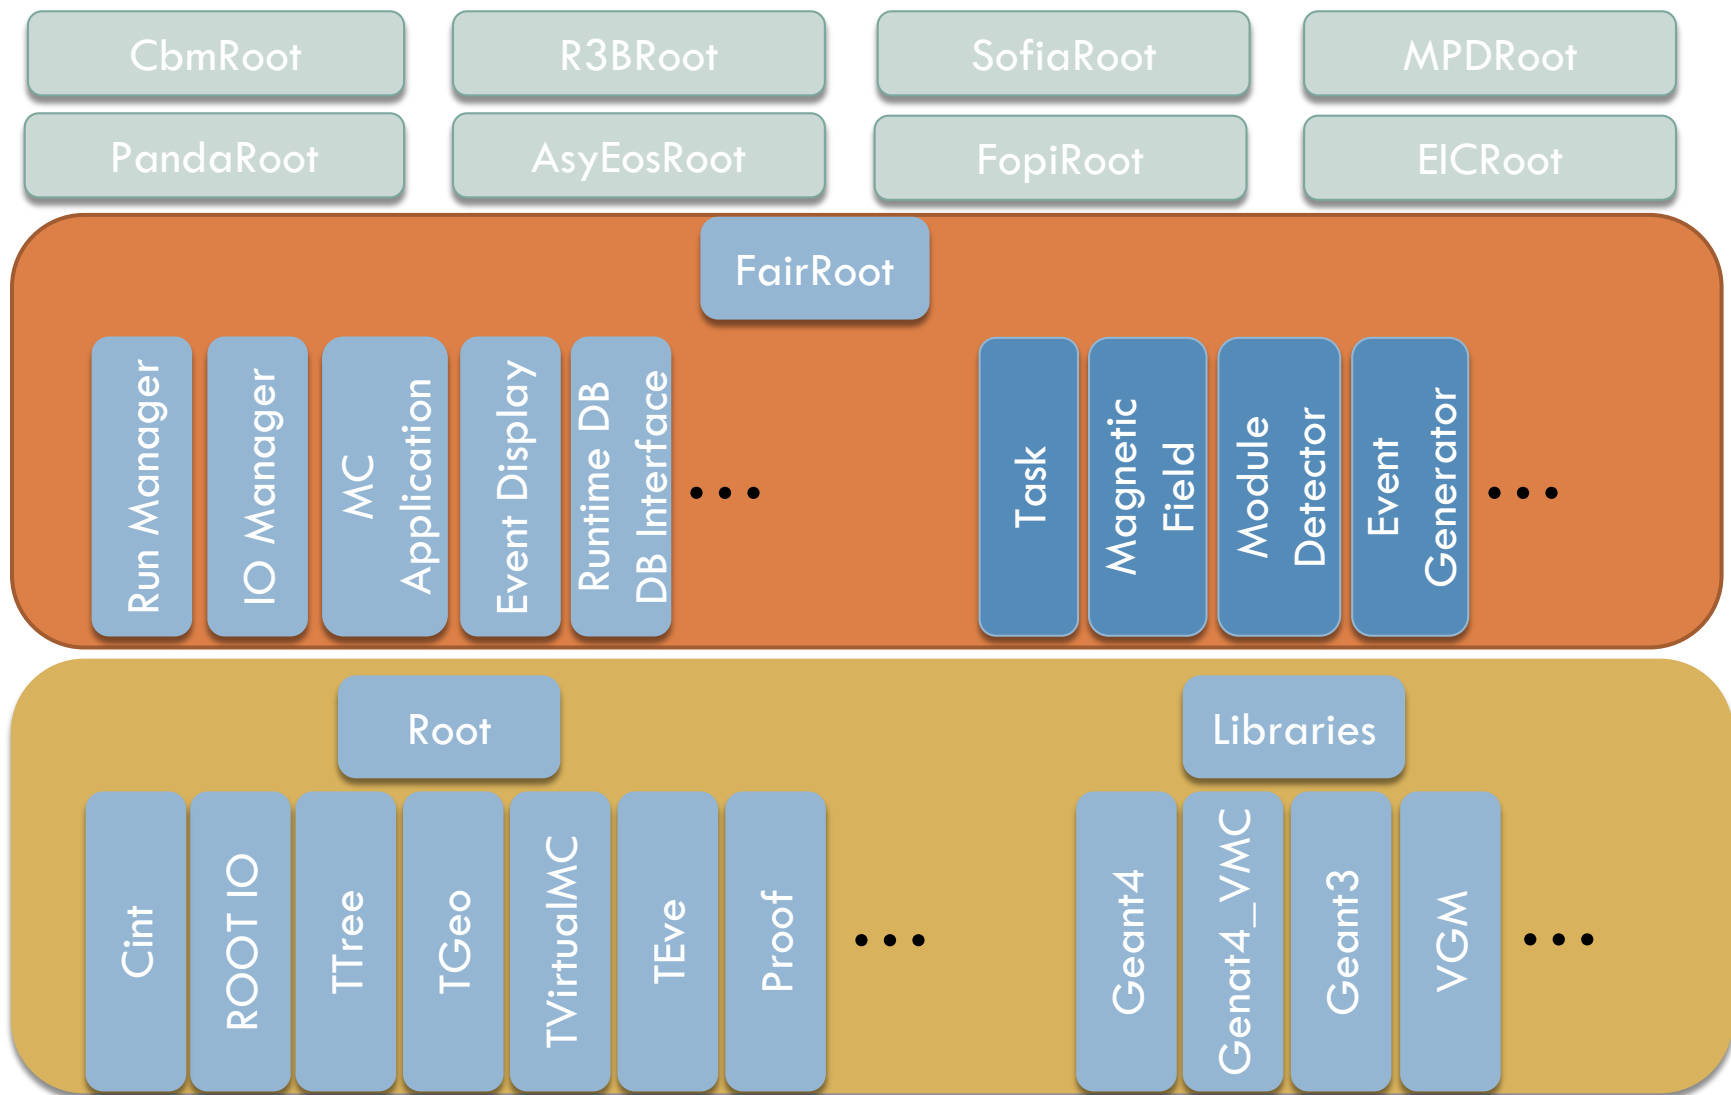 CbmRoot
R3BRoot
SofiaRoot
MPDRoot
PandaRoot
AsyEosRoot
FopiRoot
EICRoot
FairRoot
Run Manager
IO Manager
MC
Application
Event Display
Runtime DB
DB Interface
...
Task
Magnetic
Field
Module
Detector
Event
Generator
...
Root
Libraries
Cint
ROOT IO
TTree
TGeo
TVirtualMC
TEve
Proof
...
Geant4
Genat4_VMC
Geant3
VGM
...